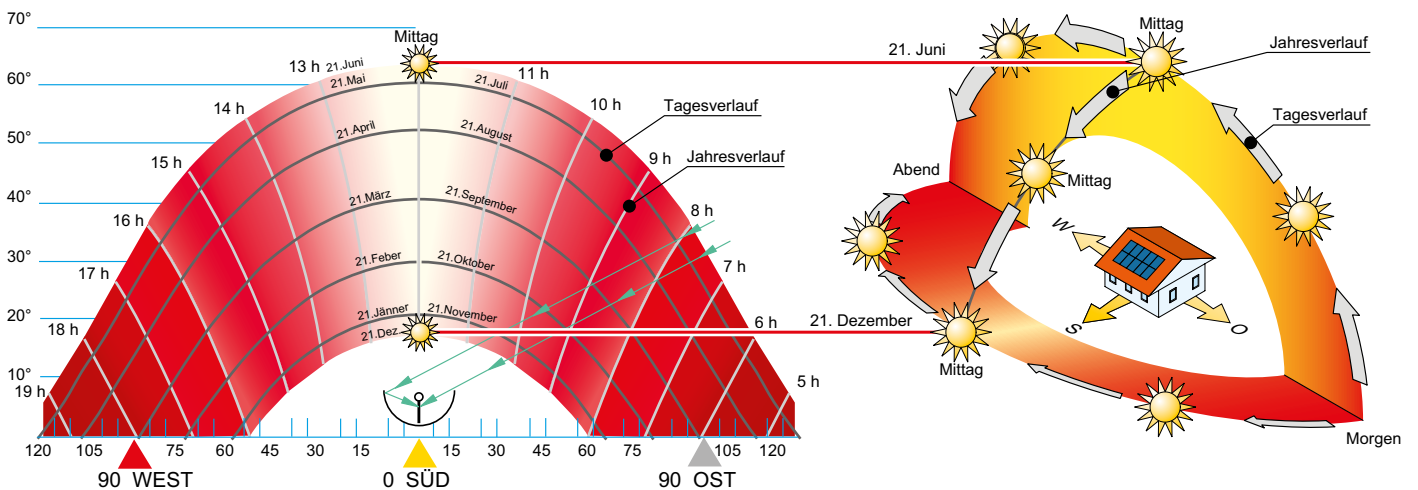 70°
60°
50°
40°
30°
20°
10°
Mittag
13 h
21.Juni
11 h
21.Mai
21.Juli
14 h
10 h
Tagesverlauf
21.April
21.August
15 h
9 h
Jahresverlauf
21.März
21.September
16 h
8 h
17 h
21.Feber
21.Oktober
7 h
18 h
21.Jänner
21.November
6 h
21.Dez.
19 h
5 h
120
105
75
60
45
30
15
15
30
45
60
75
105
120
90 WEST
0 SÜD
90 OST
21. Juni
Mittag
Jahresverlauf
Tagesverlauf
Abend
Mittag
W
S
O
21. Dezember
Mittag
Morgen